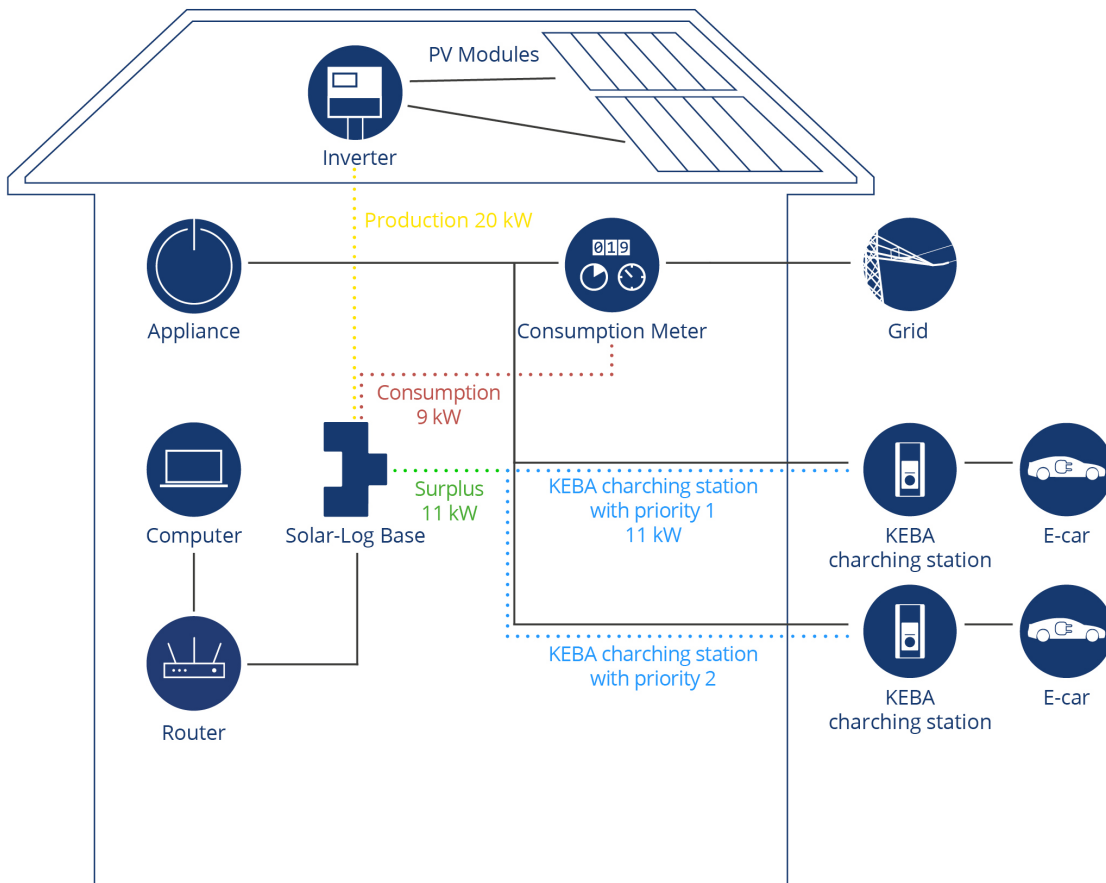 PV Modules
Inverter
Production 20 kW
019
Appliance
Consumption Meter
Grid
Consumption
9 kW
Computer
Solar-Log Base
Surplus
11 kW
KEBA charching station
with priority 1
11 kW
KEBA
charching station
E-car
KEBA charching station
with priority 2
KEBA
charching station
E-car
Router